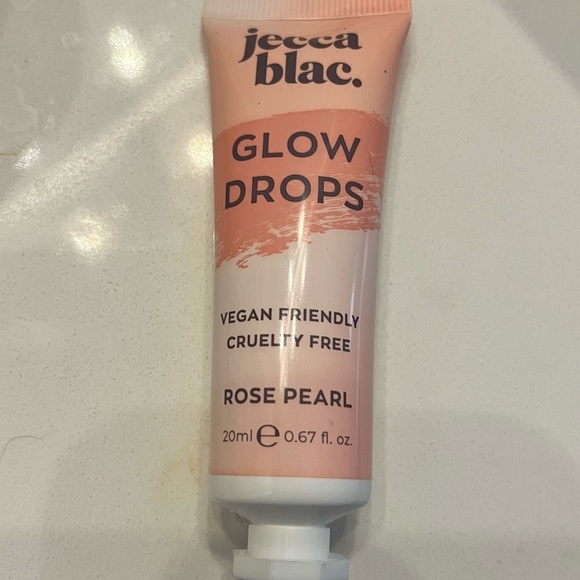 jecca
blac.
GLOW
DROPS
VEGAN FRIENDLY
CRUELTY FREE
ROSE PEARL
20ml e 0.67 fl. oz.